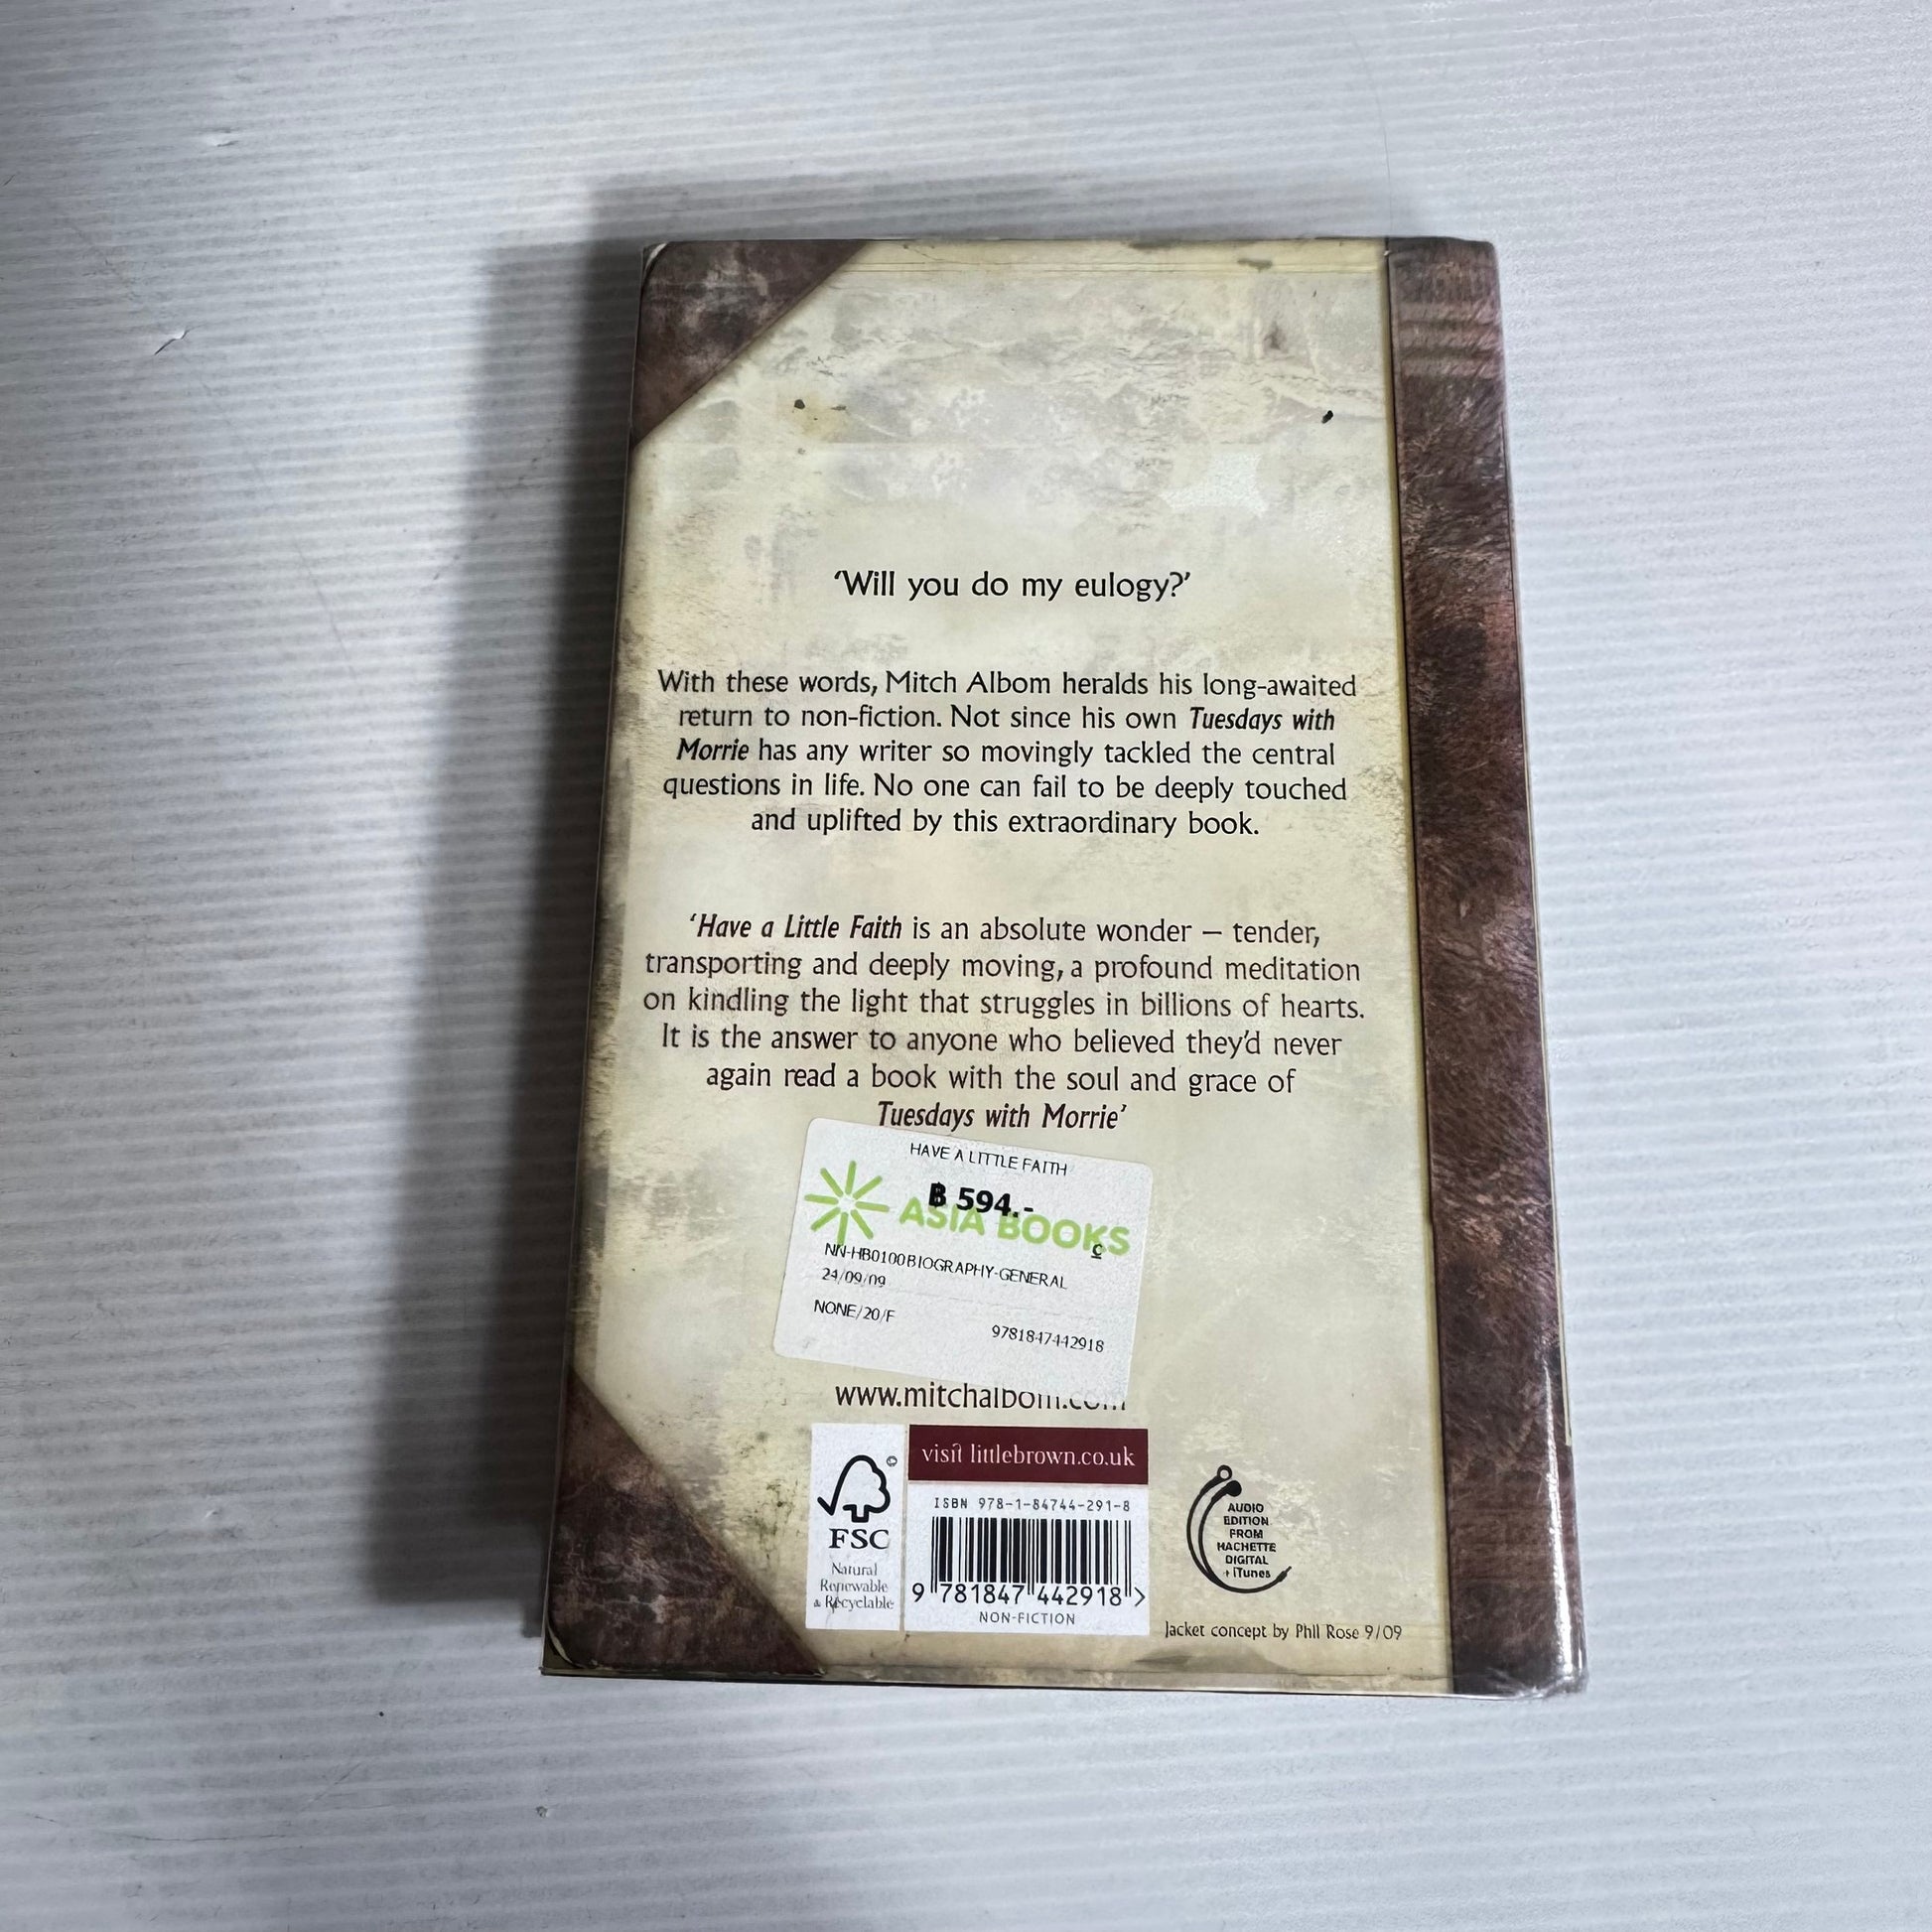 ‘Will you do my eulogy?’
With these words, Mitch Albom heralds his long-awaited
return to non-fiction. Not since his own Tuesdays with
Morrie has any writer so movingly tackled the central
questions in life. No one can fail to be deeply touched
and uplifted by this extraordinary book.
‘Have a Little Faith is an absolute wonder – tender,
transporting and deeply moving, a profound meditation
on kindling the light that struggles in billions of hearts.
It is the answer to anyone who believed they’d never
again read a book with the soul and grace of
Tuesdays with Morrie’
HAVE A LITTLE FAITH
฿ 594.-
ASIA BOOKS
C
NN-HB0100BIOGRAPHY-GENERAL
24/09/09
NONE/20/F
9781847442918
www.mitchalbom.com
visit littlebrown.co.uk
ISBN 978-1-84744-291-8
9 781847 442918 >
NON-FICTION
©
FSC
Natural
Renewable
& Recyclable
AUDIO
EDITION
FROM
HACHETTE
DIGITAL
+ iTunes
Jacket concept by Phil Rose 9/09